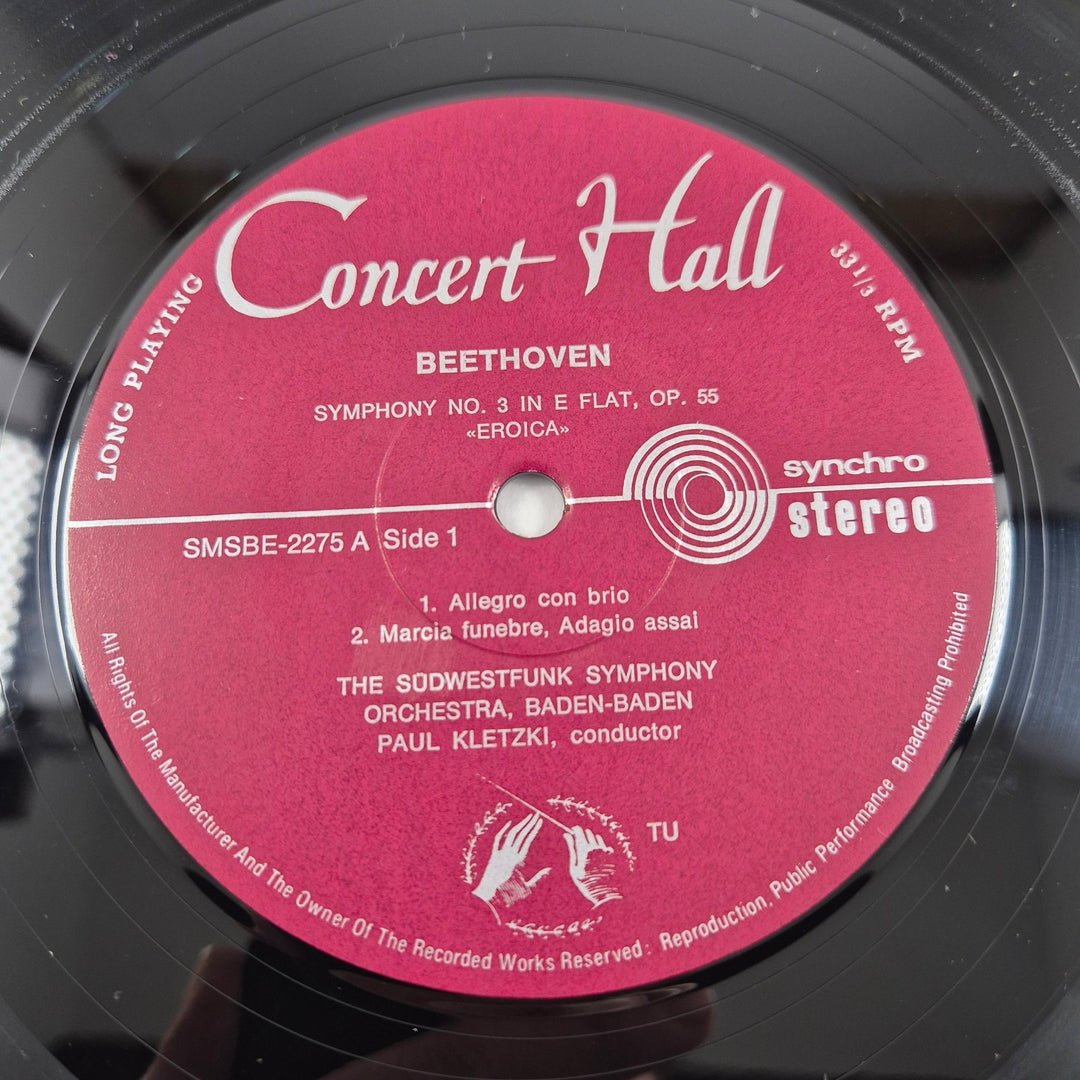 Concert Hall
LONG PLAYING
331/3 RPM
BEETHOVEN
SYMPHONY NO. 3 IN E FLAT, OP. 55
«EROICA»
synchro
stereo
SMSBE-2275 A Side 1
1. Allegro con brio
2. Marcia funebre, Adagio assai
THE SÜDWESTFUNK SYMPHONY
ORCHESTRA, BADEN-BADEN
PAUL KLETZKI, conductor
TU
All Rights Of The Manufacturer And The Owner Of The Recorded Works Reserved: Reproduction, Public Performance Broadcasting Prohibited